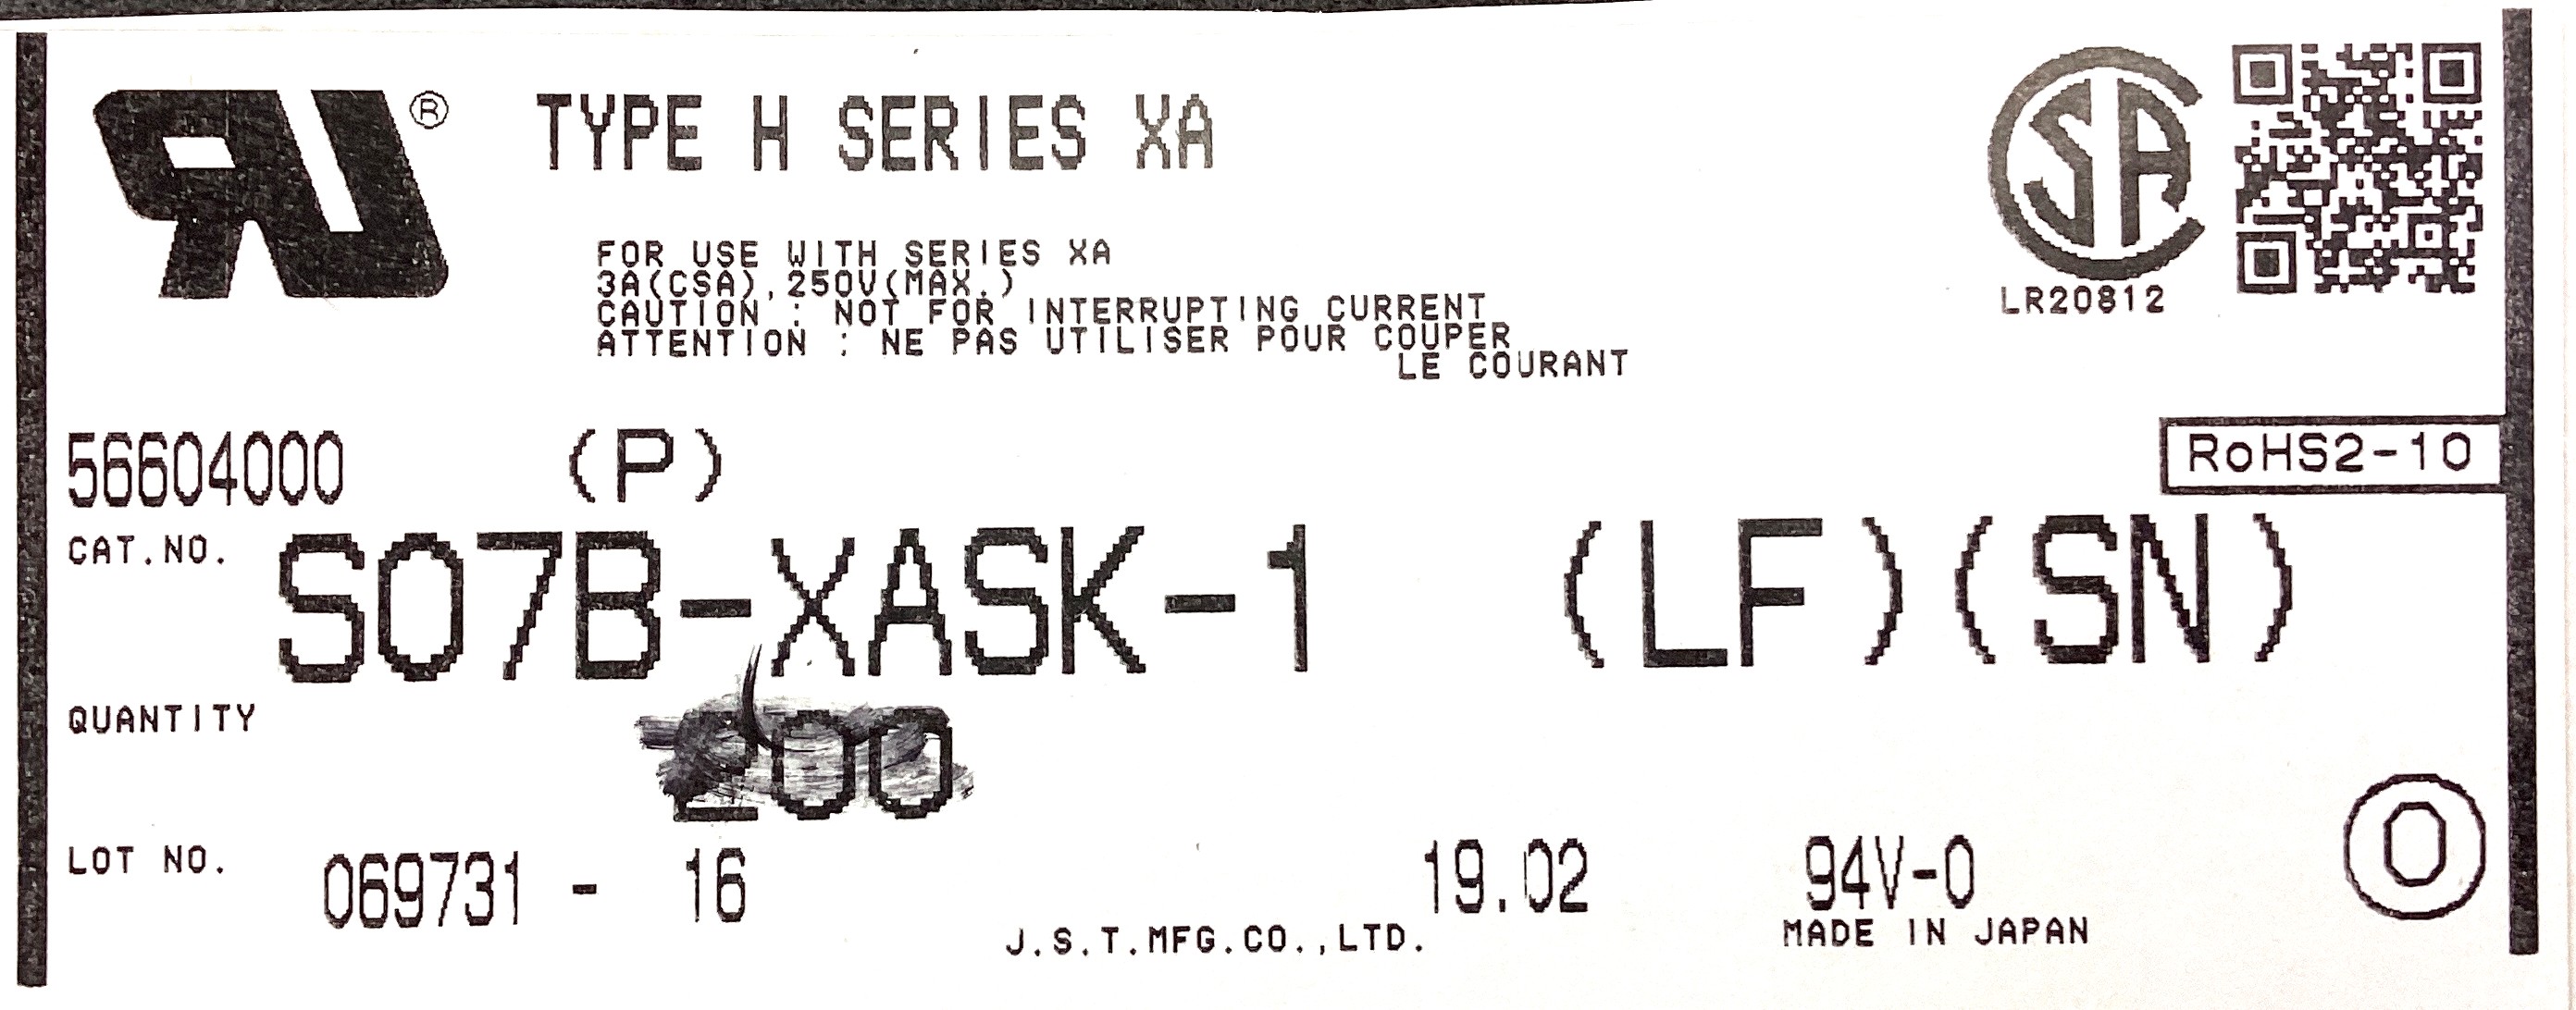 ®
TYPE H SERIES XA
FOR USE WITH SERIES XA
3A(CSA),250V(MAX.)
CAUTION : NOT FOR INTERRUPTING CURRENT
ATTENTION : NE PAS UTILISER POUR COUPER
LE COURANT
LR20812
56604000 (P)
RoHS2-10
CAT.NO. S07B-XASK-1 (LF)(SN)
QUANTITY 200
LOT NO. 069731 - 16 19.02 94V-0 0
J.S.T.MFG.CO.,LTD. MADE IN JAPAN